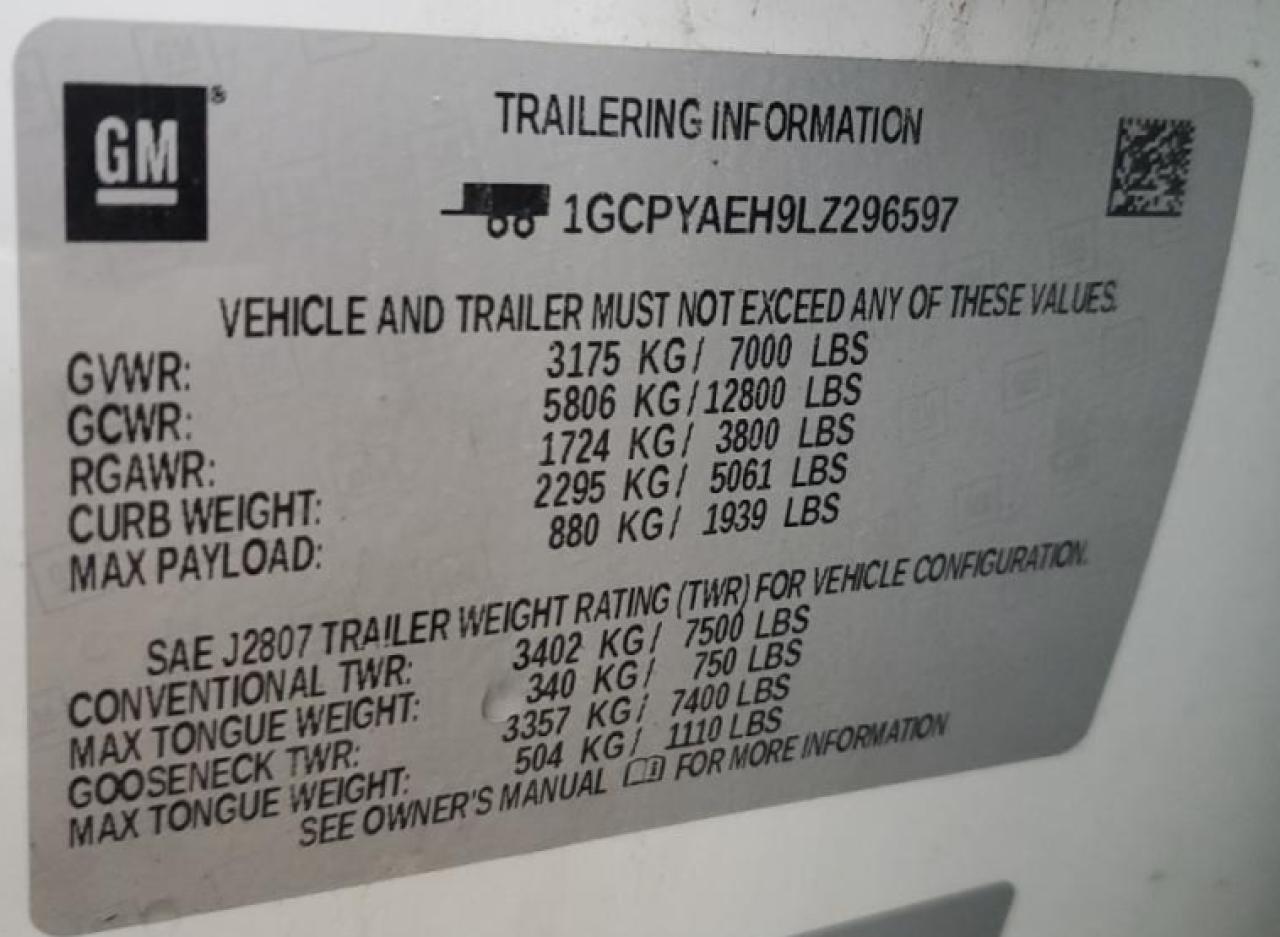 GM®
TRAILERING INFORMATION
1GCPYAEH9LZ296597
VEHICLE AND TRAILER MUST NOT EXCEED ANY OF THESE VALUES.
GVWR: 3175 KG/ 7000 LBS
GCWR: 5806 KG/12800 LBS
RGAWR: 1724 KG/ 3800 LBS
CURB WEIGHT: 2295 KG/ 5061 LBS
MAX PAYLOAD: 880 KG/ 1939 LBS
SAE J2807 TRAILER WEIGHT RATING (TWR) FOR VEHICLE CONFIGURATION.
CONVENTIONAL TWR: 3402 KG/ 7500 LBS
MAX TONGUE WEIGHT: 340 KG/ 750 LBS
GOOSENECK TWR: 3357 KG/ 7400 LBS
MAX TONGUE WEIGHT: 504 KG/ 1110 LBS
SEE OWNER'S MANUAL FOR MORE INFORMATION